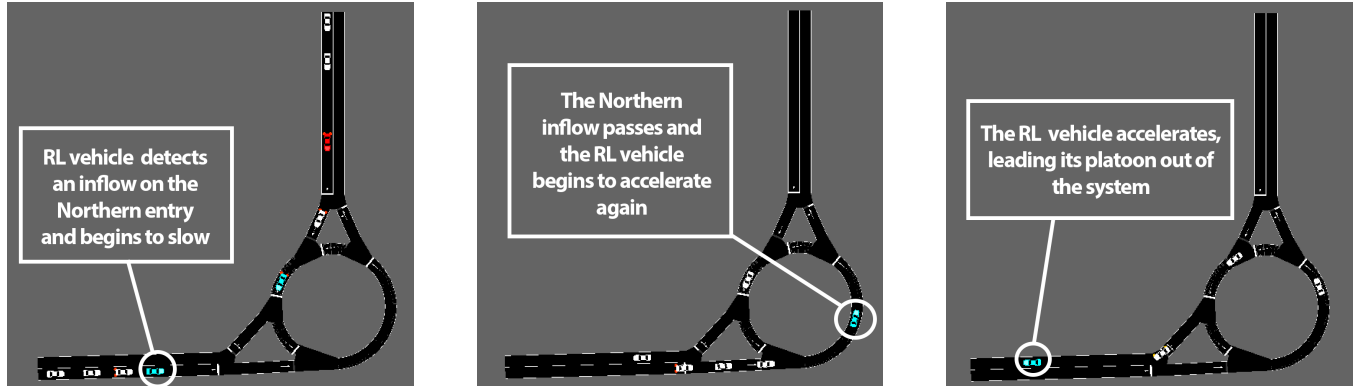 RL vehicle detects
an inflow on the
Northern entry
and begins to slow
The Northern
inflow passes and
the RL vehicle
begins to accelerate
again
The RL vehicle accelerates,
leading its platoon out of
the system